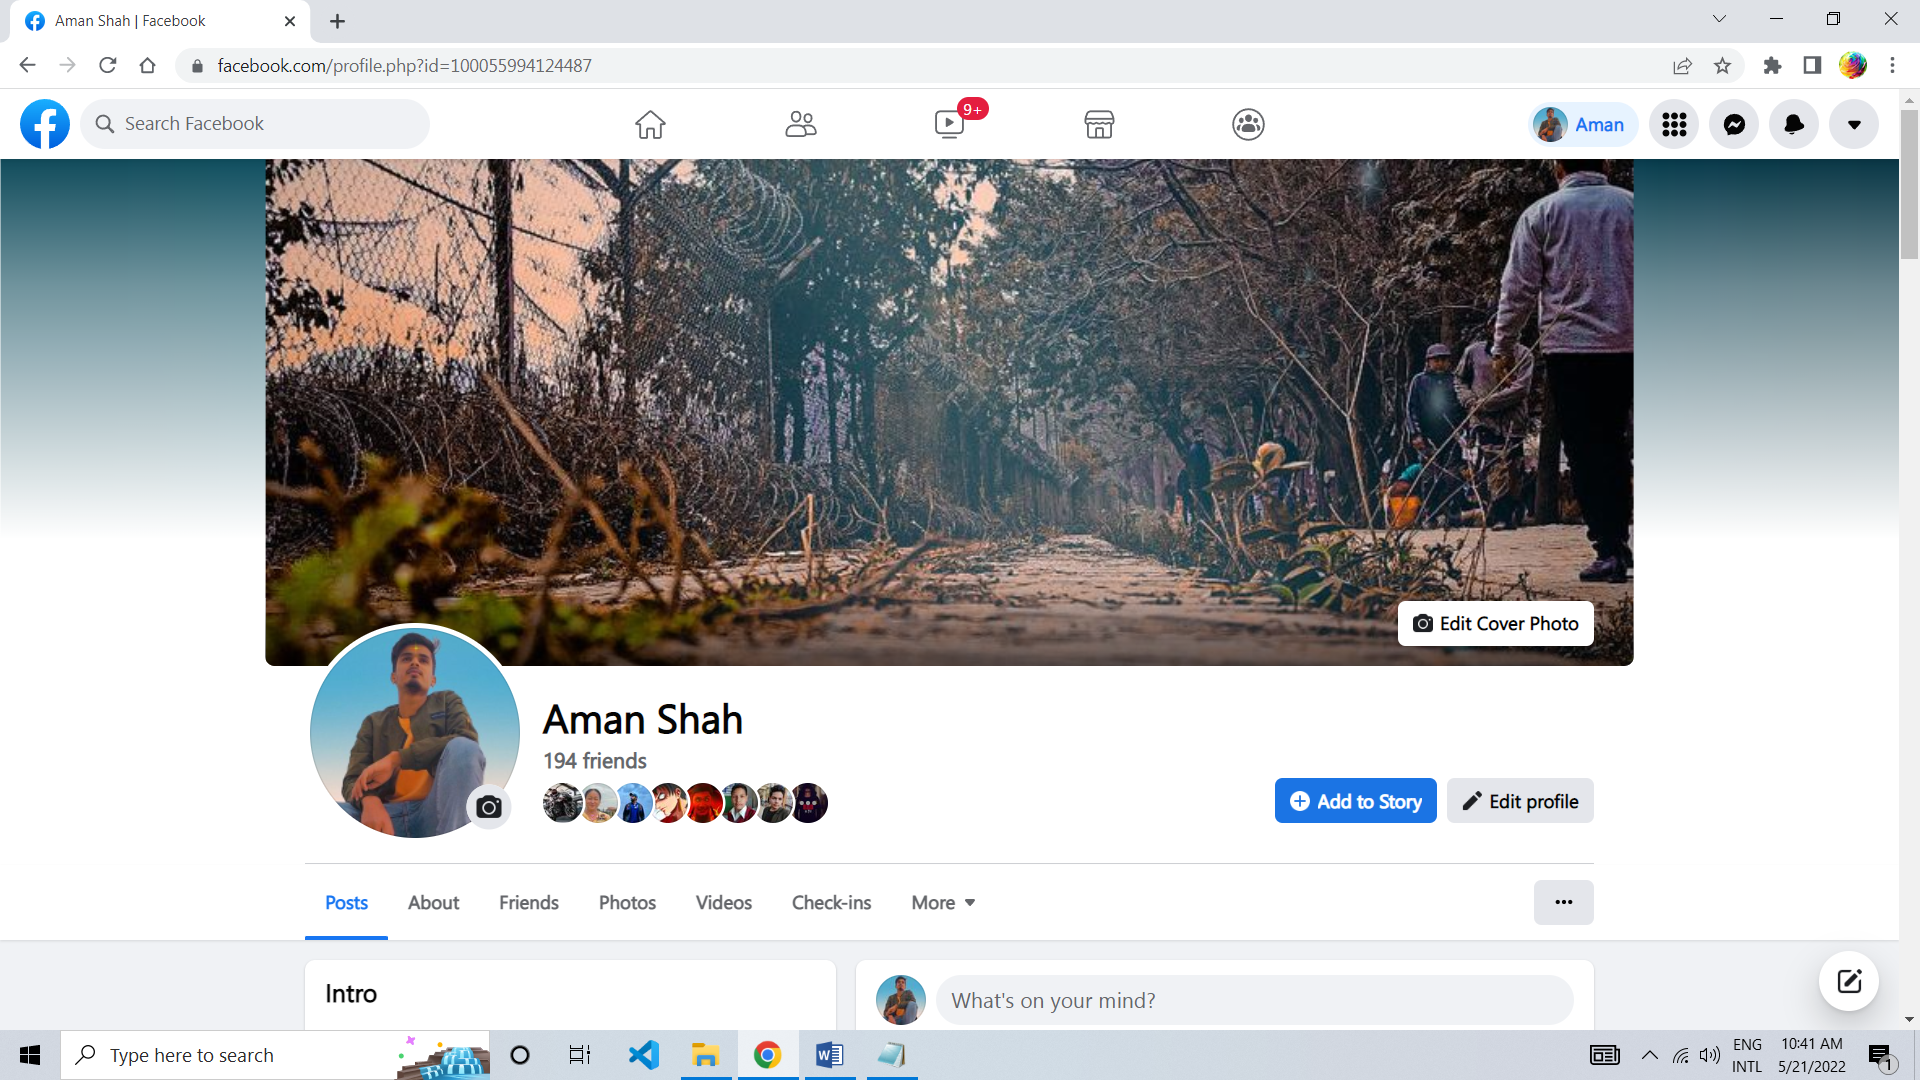 Aman Shah | Facebook
facebook.com/profile.php?id=100055994124487
Search Facebook
9+
Aman
Edit Cover Photo
Aman Shah
194 friends
Add to Story
Edit profile
Posts
About
Friends
Photos
Videos
Check-ins
More
Intro
What's on your mind?
Type here to search
ENG
INTL
10:41 AM
5/21/2022
1